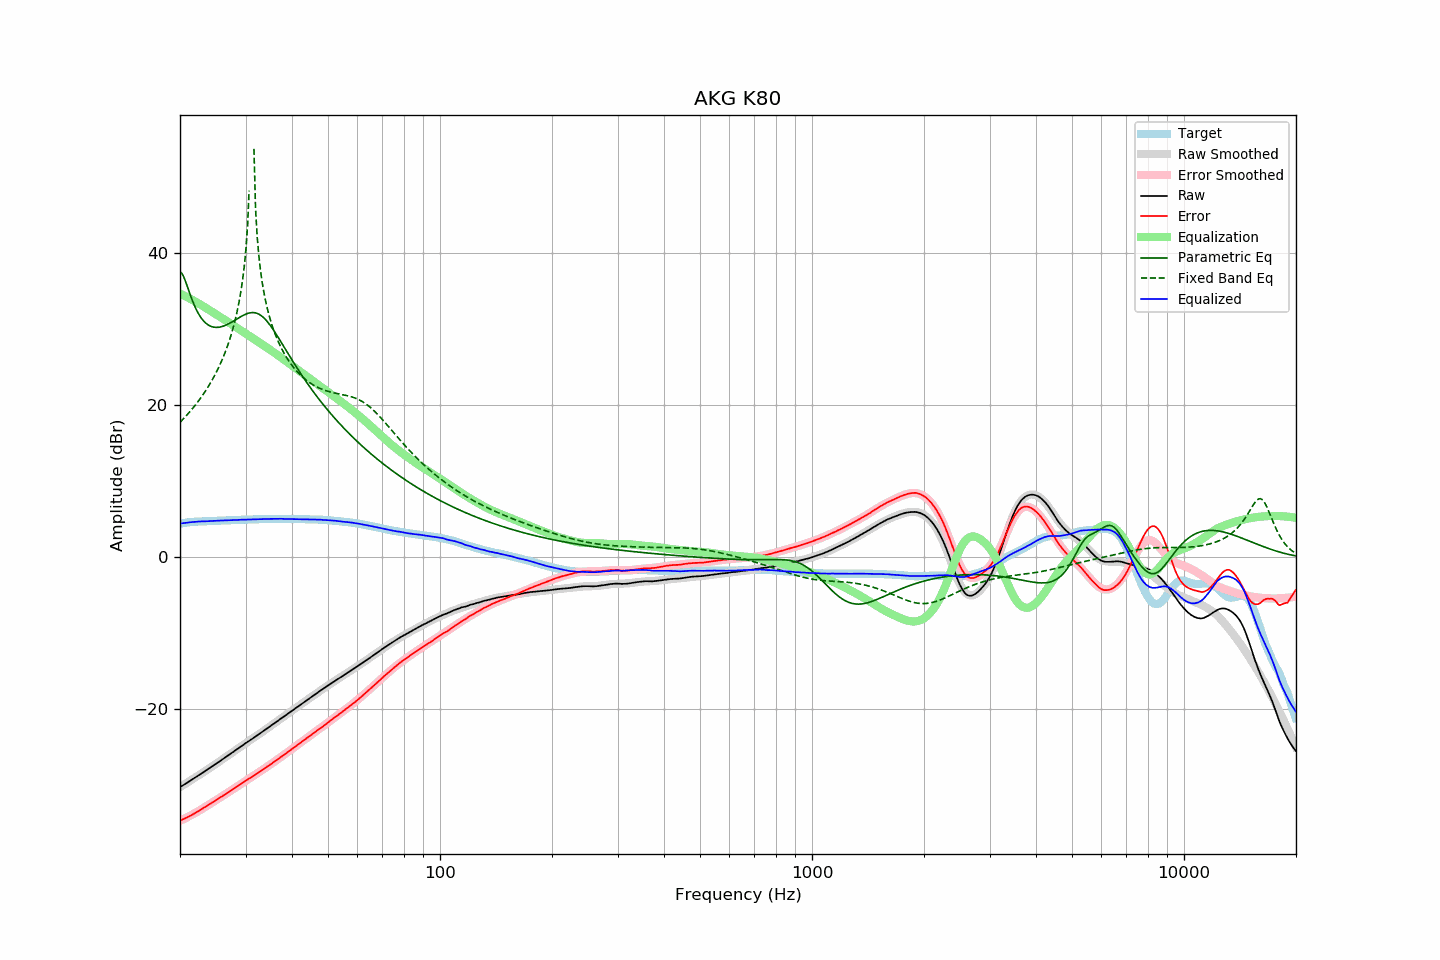 AKG K80
Target
Raw Smoothed
Error Smoothed
Raw
Error
Equalization
Parametric Eq
Fixed Band Eq
Equalized
Amplitude (dBr)
40
20
0
−20
100
1000
10000
Frequency (Hz)